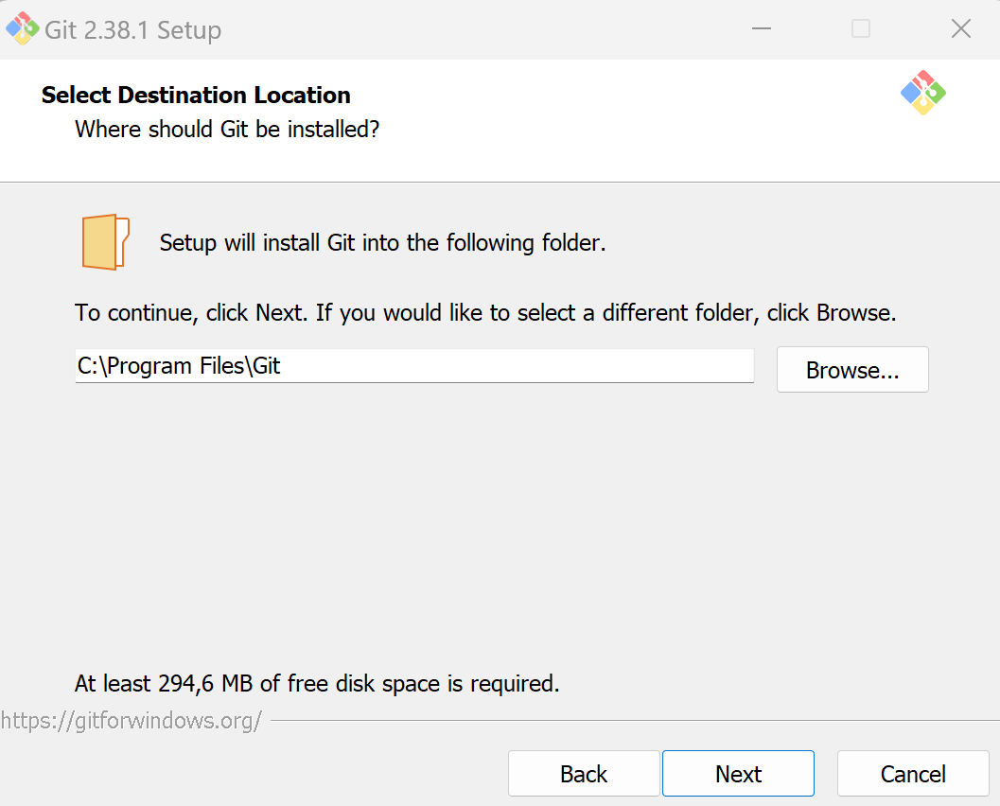 Git 2.38.1 Setup
Select Destination Location
Where should Git be installed?
Setup will install Git into the following folder.
To continue, click Next. If you would like to select a different folder, click Browse.
C:\Program Files\Git
Browse...
At least 294,6 MB of free disk space is required.
https://gitforwindows.org/
Back
Next
Cancel